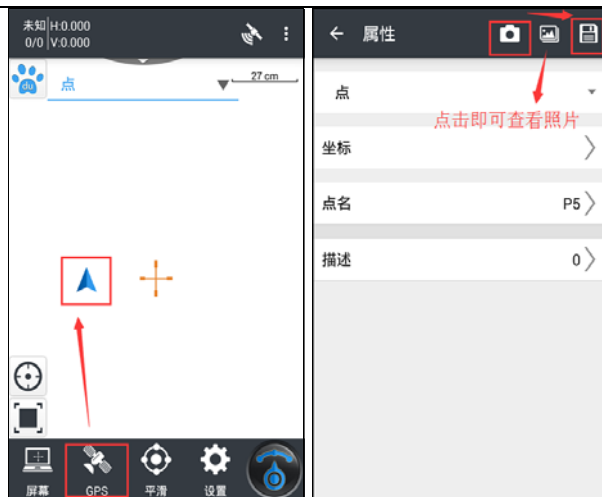 未知 H:0.000
0/0 V:0.000
du
点
27 cm
屏幕
GPS
平滑
设置
属性
点
点击即可查看照片
坐标
点名 P5
描述 0